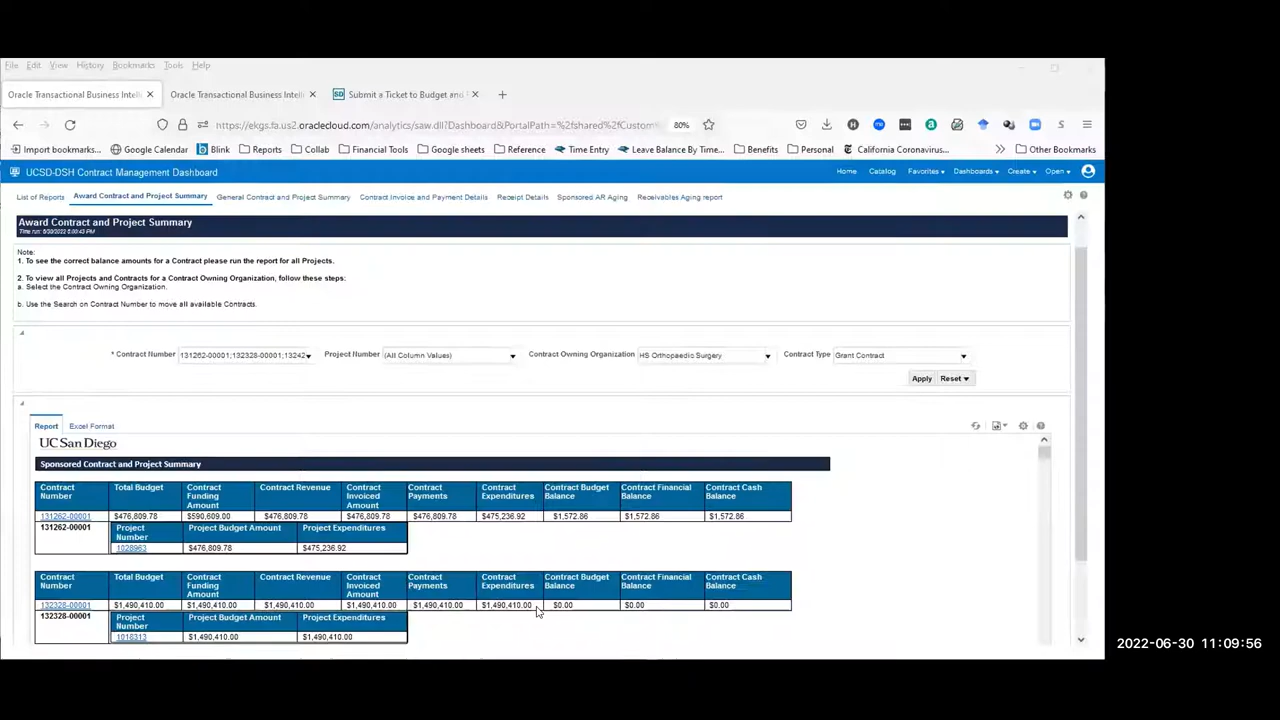 File Edit View History Bookmarks Tools Help
Oracle Transactional Business Intelli × Oracle Transactional Business Intelli × SD Submit a Ticket to Budget and F × +
https://ekgs.fa.us2.oraclecloud.com/analytics/saw.dll?Dashboard&PortalPath=%2fshared%2fCustom% 80%
Import bookmarks... Google Calendar Blink Reports Collab Financial Tools Google sheets Reference Time Entry Leave Balance By Time... Benefits Personal California Coronavirus... Other Bookmarks
UCSD-DSH Contract Management Dashboard Home Catalog Favorites Dashboards Create Open
List of Reports Award Contract and Project Summary General Contract and Project Summary Contract Invoice and Payment Details Receipt Details Sponsored AR Aging Receivables Aging report
Award Contract and Project Summary
Note:
1. To see the correct balance amounts for a Contract please run the report for all Projects.
2. To view all Projects and Contracts for a Contract Owning Organization, follow these steps:
a. Select the Contract Owning Organization.
b. Use the Search on Contract Number to move all available Contracts.
* Contract Number 131262-00001;132328-00001;13242 Project Number (All Column Values) Contract Owning Organization HS Orthopaedic Surgery Contract Type Grant Contract
Apply Reset
Report Excel Format
UC San Diego
Sponsored Contract and Project Summary
Contract Number Total Budget Contract Funding Amount Contract Revenue Contract Invoiced Amount Contract Payments Contract Expenditures Contract Budget Balance Contract Financial Balance Contract Cash Balance
131262-00001 $476,809.78 $590,609.00 $476,809.78 $476,809.78 $476,809.78 $475,236.92 $1,572.86 $1,572.86 $1,572.86
131262-00001 Project Number Project Budget Amount Project Expenditures
1028963 $476,809.78 $475,236.92
Contract Number Total Budget Contract Funding Amount Contract Revenue Contract Invoiced Amount Contract Payments Contract Expenditures Contract Budget Balance Contract Financial Balance Contract Cash Balance
132328-00001 $1,490,410.00 $1,490,410.00 $1,490,410.00 $1,490,410.00 $1,490,410.00 $1,490,410.00 $0.00 $0.00 $0.00
132328-00001 Project Number Project Budget Amount Project Expenditures
1018313 $1,490,410.00 $1,490,410.00
2022-06-30 11:09:56